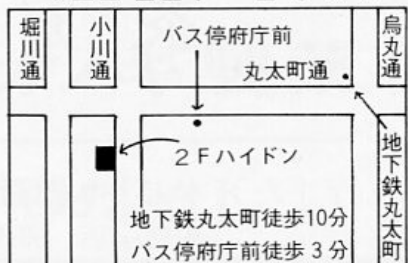 堀川通
小川通
バス停府庁前
丸太町通
烏丸通
2Fハイドン
地下鉄丸太町
地下鉄丸太町徒歩10分
バス停府庁前徒歩3分